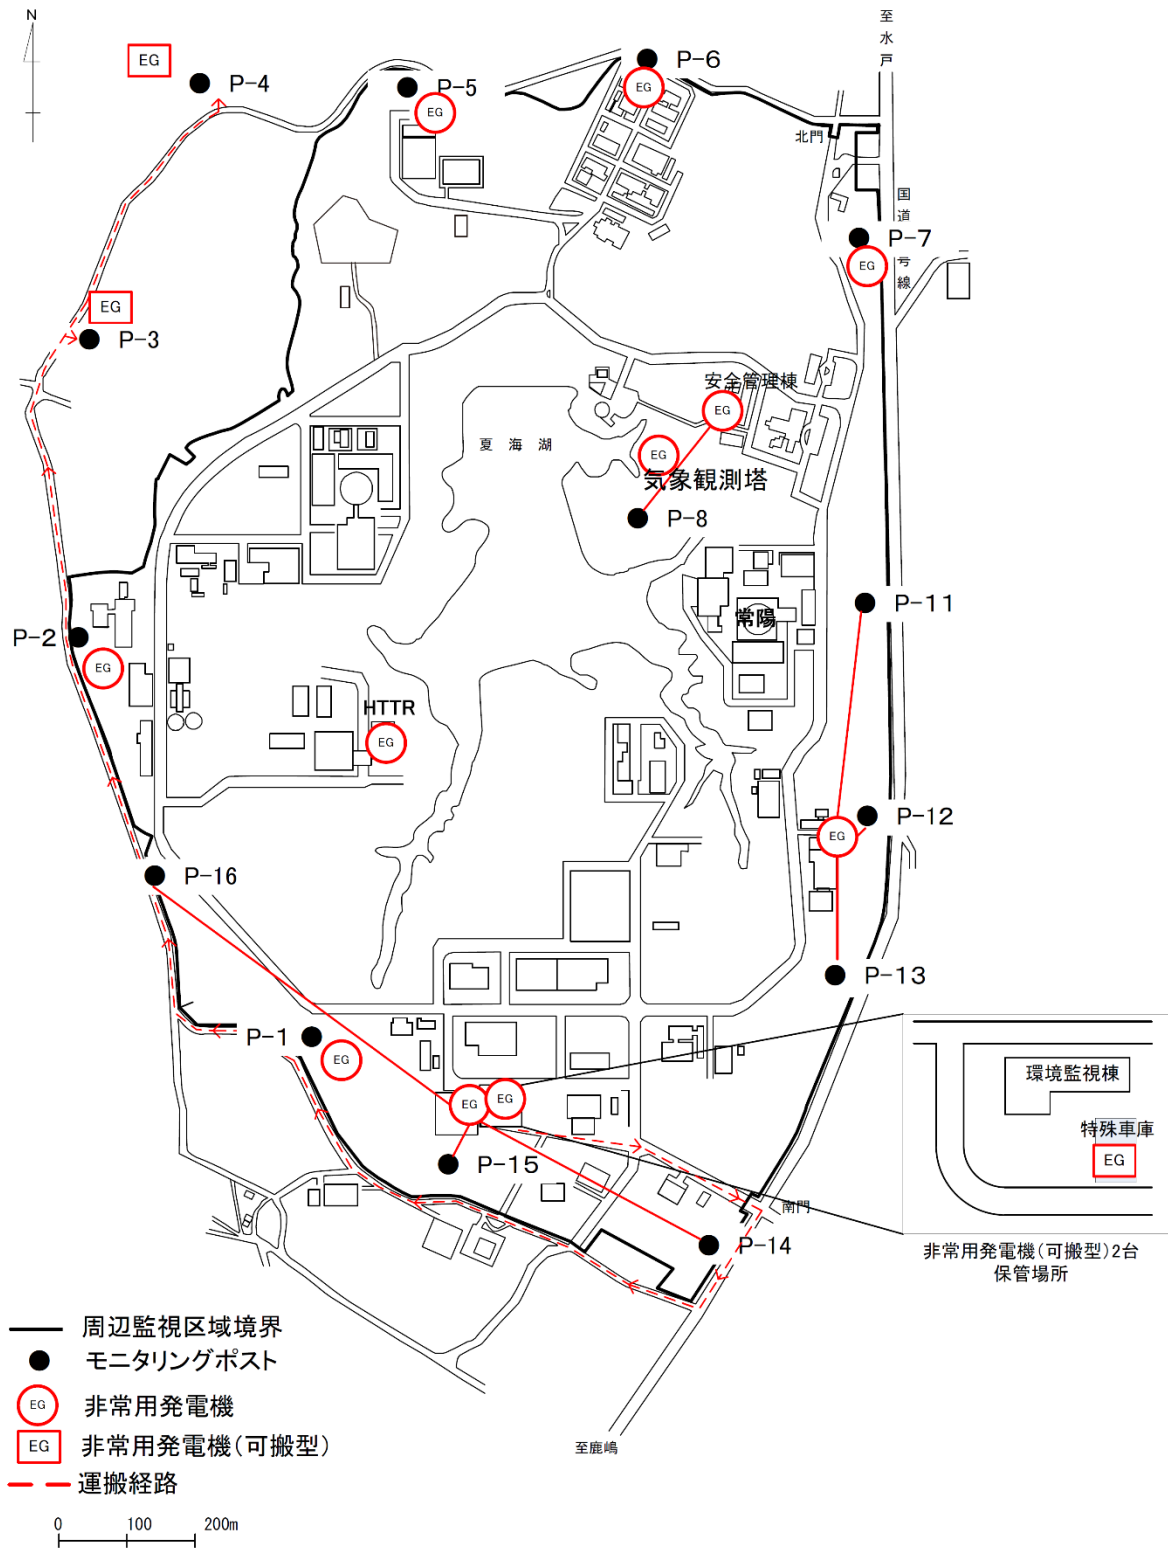 N
至水戸
EG
P-4
P-5
EG
P-6
EG
北門
国道
号線
P-7
EG
EG
P-3
安全管理棟
EG
夏海湖
EG
気象観測塔
P-8
常陽
P-11
P-2
EG
HTTR
EG
P-12
EG
P-16
P-13
P-1
EG
EG
EG
環境監視棟
特殊車庫
EG
P-15
南門
P-14
非常用発電機(可搬型)2台
保管場所
周辺監視区域境界
モニタリングポスト
EG 非常用発電機
EG 非常用発電機(可搬型)
運搬経路
至鹿嶋
0 100 200m